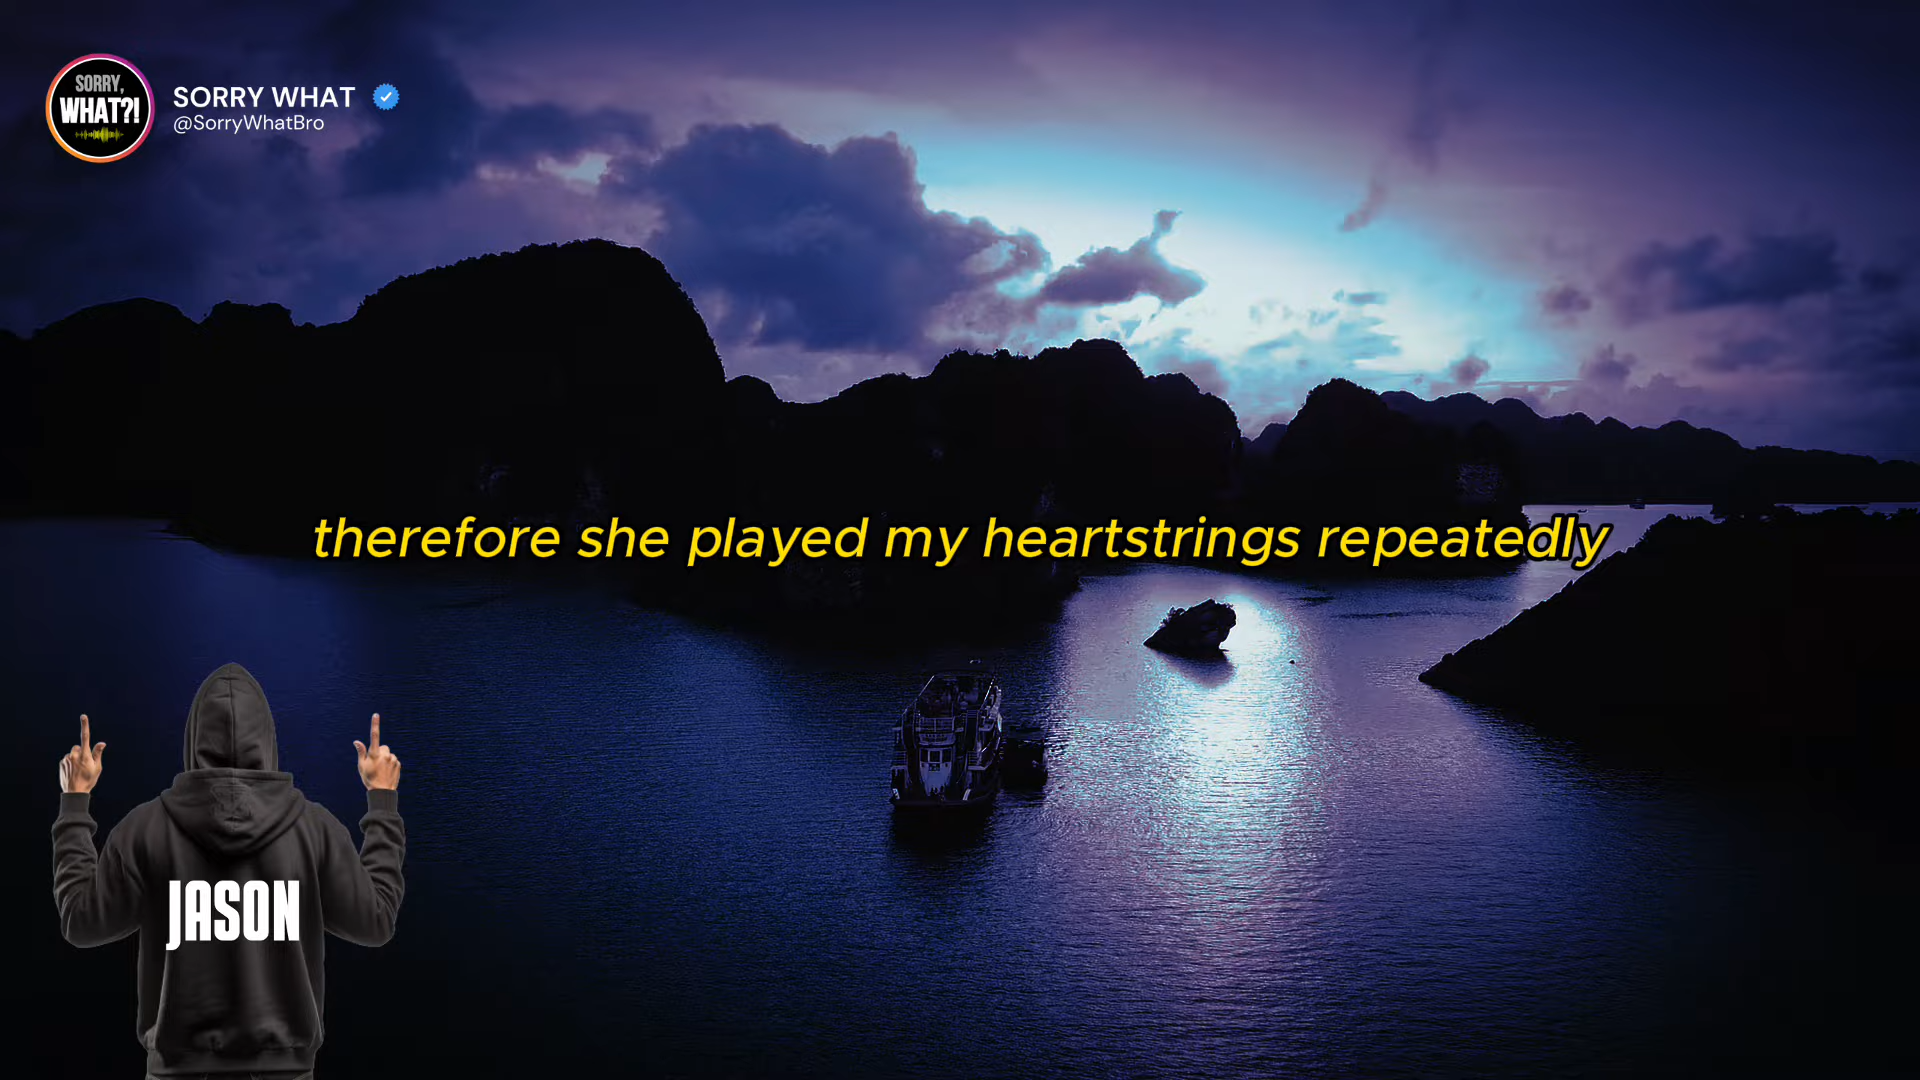 SORRY,
WHAT?!
SORRY WHAT
@SorryWhatBro
therefore she played my heartstrings repeatedly
JASON